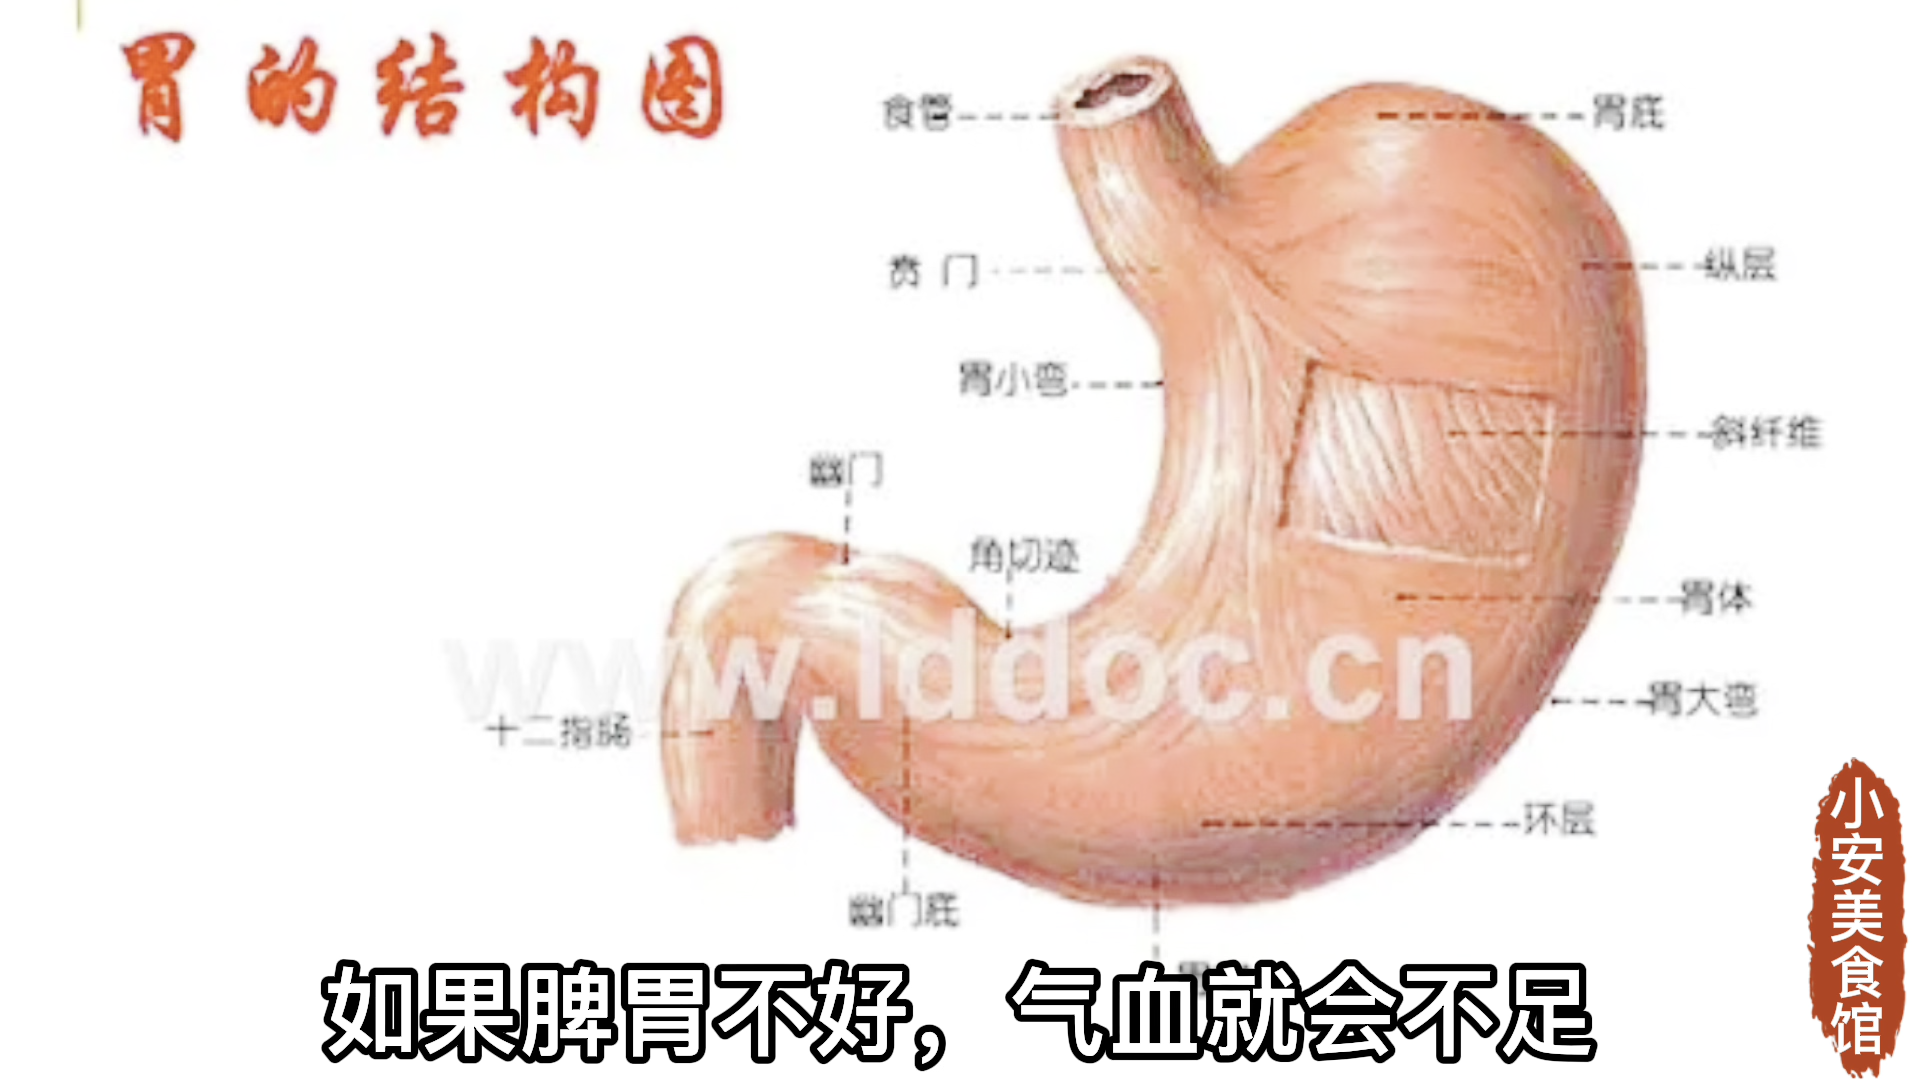 胃的结构图
食管
胃底
贲门
纵层
胃小弯
斜纤维
幽门
角切迹
胃体
www.lddoc.cn
胃大弯
十二指肠
环层
幽门底
如果脾胃不好，气血就会不足
小安美食馆